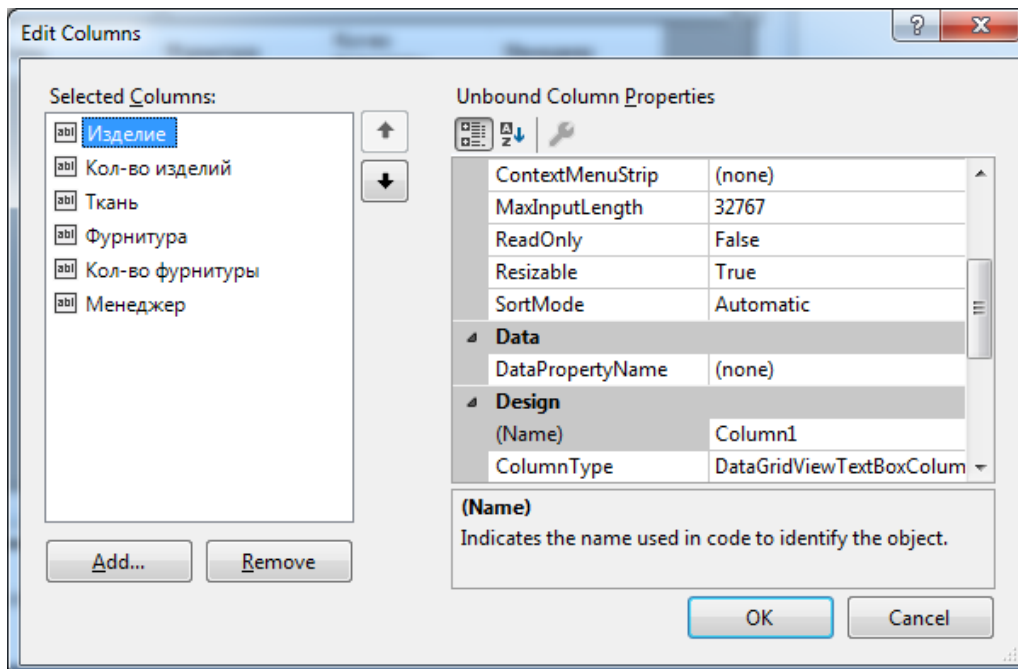 Edit Columns
Selected Columns:
Изделие
Кол-во изделий
Ткань
Фурнитура
Кол-во фурнитуры
Менеджер
Add...
Remove
Unbound Column Properties
ContextMenuStrip (none)
MaxInputLength 32767
ReadOnly False
Resizable True
SortMode Automatic
Data
DataPropertyName (none)
Design
(Name) Column1
ColumnType DataGridViewTextBoxColum
(Name)
Indicates the name used in code to identify the object.
OK
Cancel